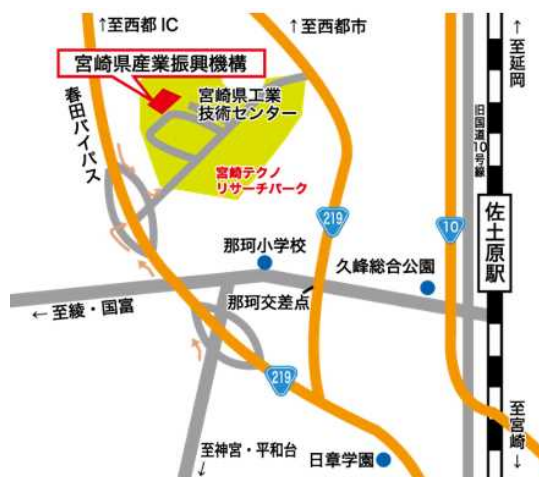 ↑至西都IC
↑至西都市
←至延岡
宮崎県産業振興機構
宮崎県工業
技術センター
春田バイパス
旧国道10号線
宮崎テクノ
リサーチパーク
219
10
佐土原駅
那珂小学校
久峰総合公園
那珂交差点
←至綾・国富
219
至宮崎→
至神宮・平和台
↓
日章学園